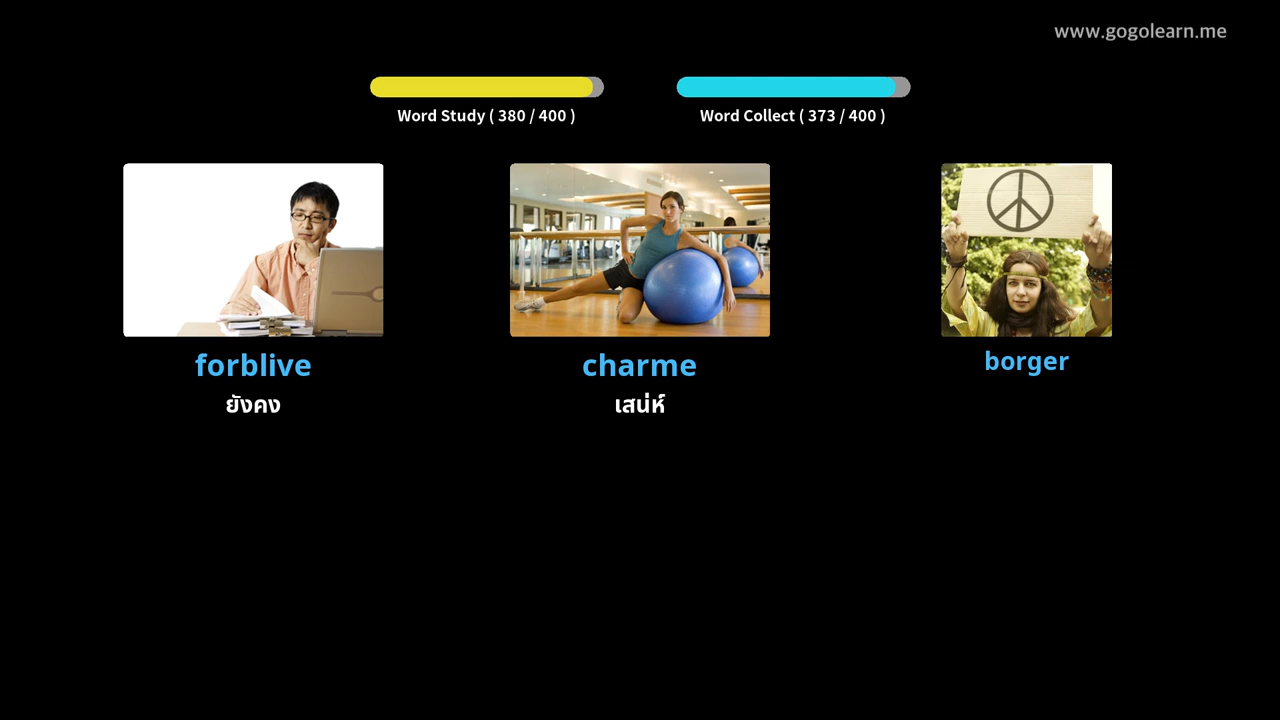 www.gogolearn.me
Word Study ( 380 / 400 )
Word Collect ( 373 / 400 )
forblive
ยังคง
charme
เสน่ห์
borger